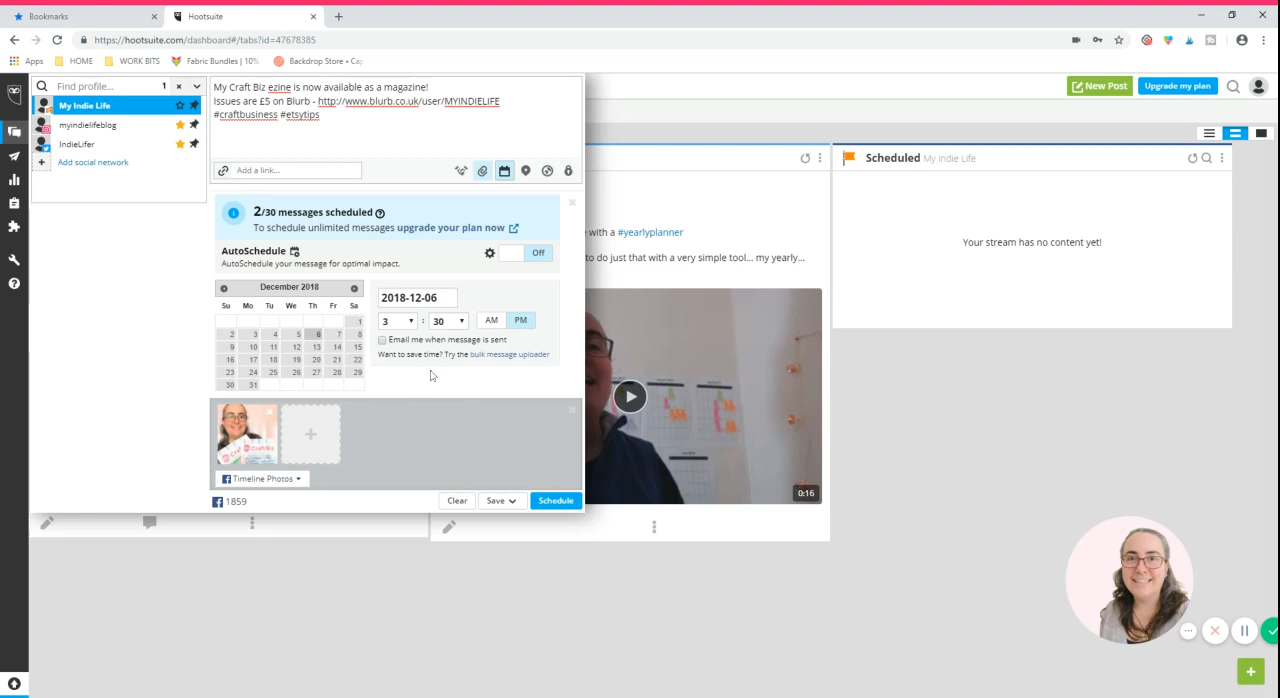 Bookmarks
Hootsuite
https://hootsuite.com/dashboard#/tabs?id=47678385
Apps
HOME
WORK BITS
Fabric Bundles | 10%
Backdrop Store • Ca
Find profile...
1
My Indie Life
myindielifeblog
IndieLifer
Add social network
My Craft Biz ezine is now available as a magazine!
Issues are £5 on Blurb - http://www.blurb.co.uk/user/MYINDIELIFE
#craftbusiness #etsytips
Add a link...
2/30 messages scheduled
To schedule unlimited messages upgrade your plan now
AutoSchedule
AutoSchedule your message for optimal impact.
Off
December 2018
Su Mo Tu We Th Fr Sa
1
2 3 4 5 6 7 8
9 10 11 12 13 14 15
16 17 18 19 20 21 22
23 24 25 26 27 28 29
30 31
2018-12-06
3 : 30 AM PM
Email me when message is sent
Want to save time? Try the bulk message uploader
Timeline Photos
1859
Clear
Save
Schedule
New Post
Upgrade my plan
e with a #yearlyplanner
to do just that with a very simple tool... my yearly...
0:16
Scheduled My Indie Life
Your stream has no content yet!